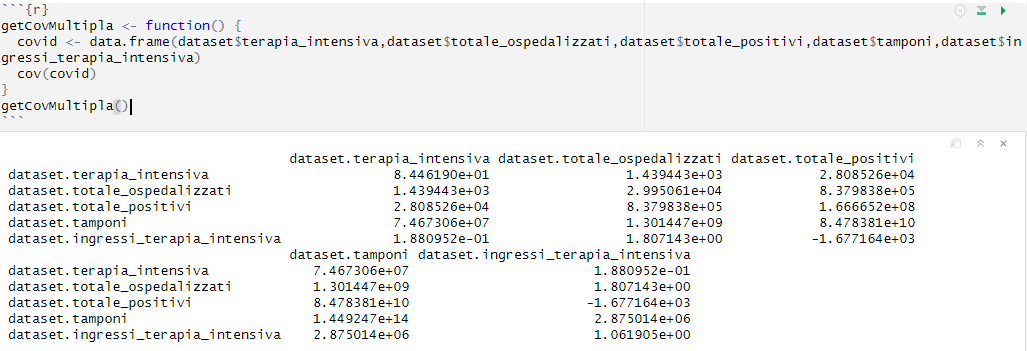 ```{r}
getCovMultipla <- function() {
  covid <- data.frame(dataset$terapia_intensiva,dataset$totale_ospedalizzati,dataset$totale_positivi,dataset$tamponi,dataset$in
gressi_terapia_intensiva)
  cov(covid)
}
getCovMultipla()
```
dataset.terapia_intensiva dataset.totale_ospedalizzati dataset.totale_positivi
dataset.terapia_intensiva 8.446190e+01 1.439443e+03 2.808526e+04
dataset.totale_ospedalizzati 1.439443e+03 2.995061e+04 8.379838e+05
dataset.totale_positivi 2.808526e+04 8.379838e+05 1.666652e+08
dataset.tamponi 7.467306e+07 1.301447e+09 8.478381e+10
dataset.ingressi_terapia_intensiva 1.880952e-01 1.807143e+00 -1.677164e+03
dataset.tamponi dataset.ingressi_terapia_intensiva
dataset.terapia_intensiva 7.467306e+07 1.880952e-01
dataset.totale_ospedalizzati 1.301447e+09 1.807143e+00
dataset.totale_positivi 8.478381e+10 -1.677164e+03
dataset.tamponi 1.449247e+14 2.875014e+06
dataset.ingressi_terapia_intensiva 2.875014e+06 1.061905e+00